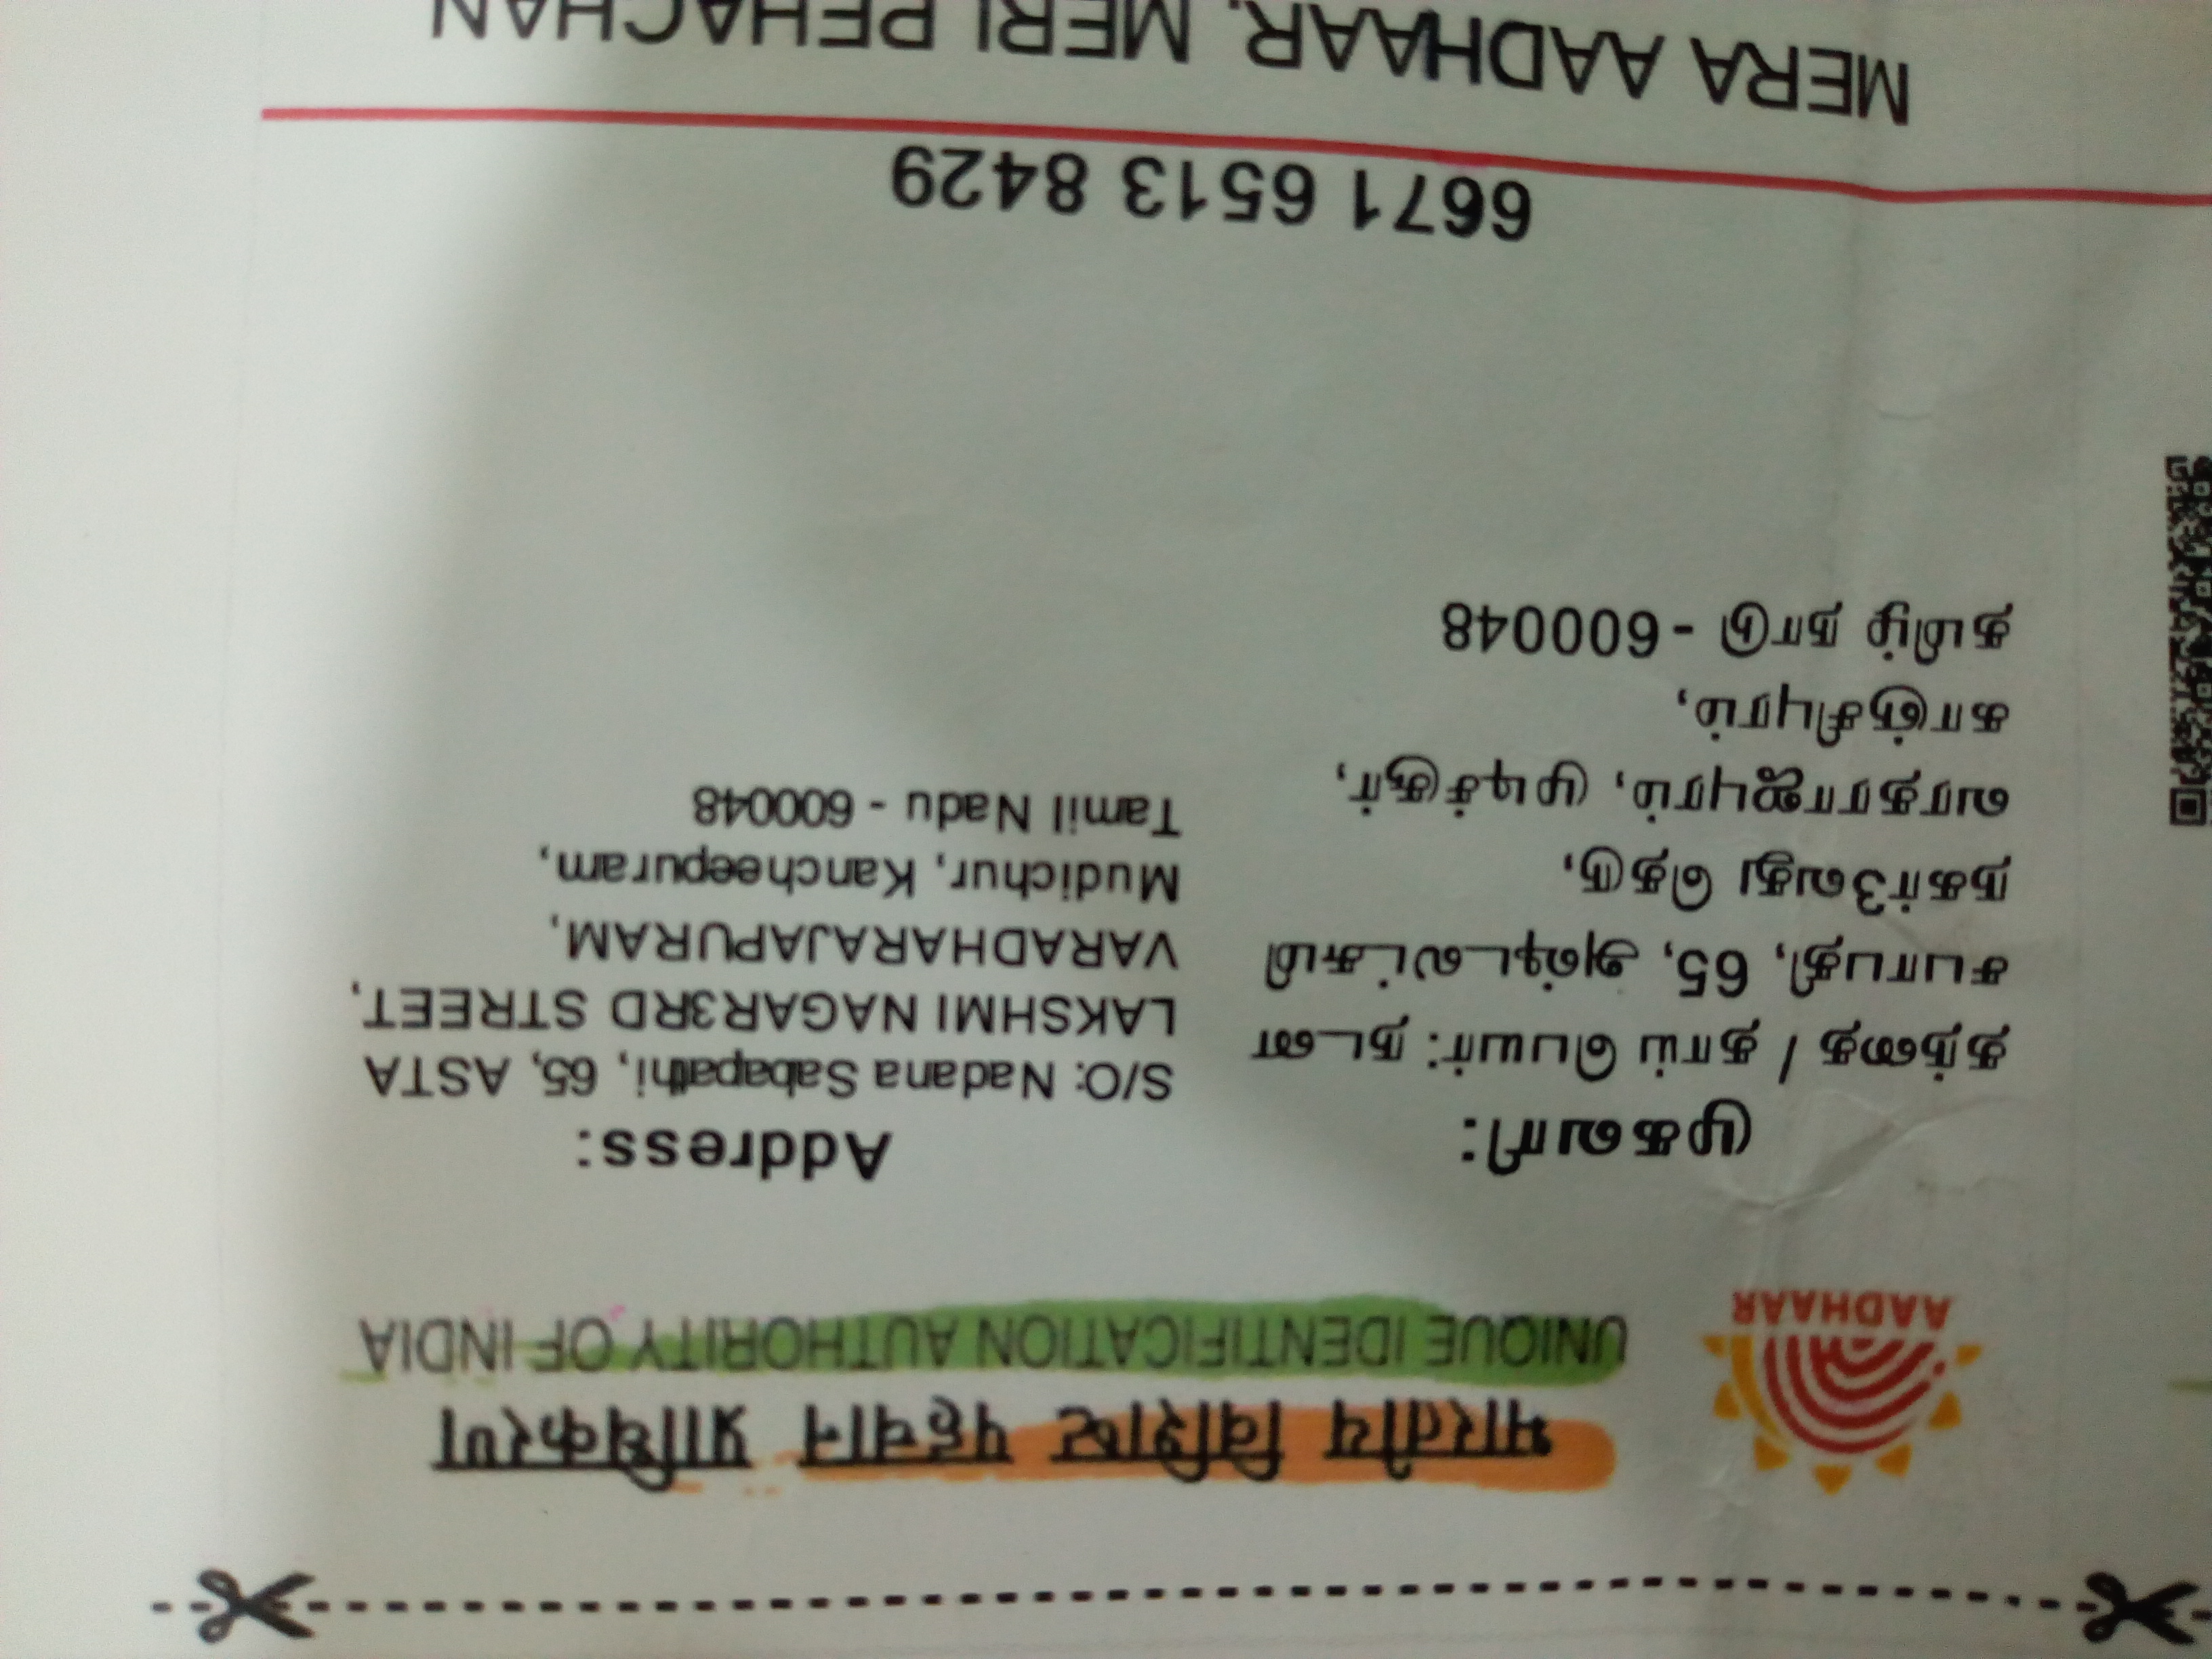 भारतीय विशिष्ट पहचान प्राधिकरण
UNIQUE IDENTIFICATION AUTHORITY OF INDIA
AADHAAR
முகவரி:
தந்தை / தாய் பெயர்: நடன
சபாபதி, 65, அஷ்டலட்சுமி
நகர்3வது தெரு,
வரதராஜபுரம், முடிச்சூர்,
காஞ்சிபுரம்,
தமிழ் நாடு - 600048
Address:
S/O: Nadana Sabapathi, 65, ASTA
LAKSHMI NAGAR3RD STREET,
VARADHARAJAPURAM,
Mudichur, Kancheepuram,
Tamil Nadu - 600048
6671 6513 8429
MERA AADHAAR, MERI PEHACHAN